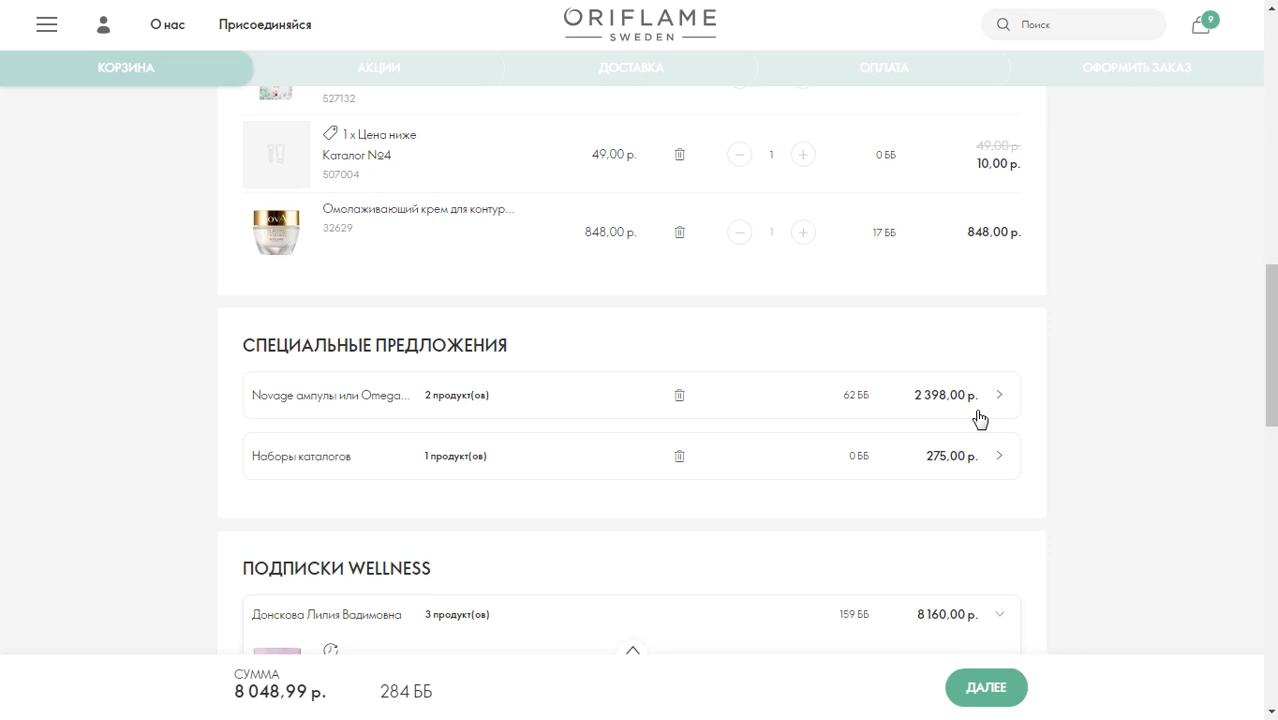 О нас
Присоединяйся
ORIFLAME
SWEDEN
Поиск
9
КОРЗИНА
АКЦИИ
ДОСТАВКА
ОПЛАТА
ОФОРМИТЬ ЗАКАЗ
527132
1 x Цена ниже
Каталог №4
507004
49,00 р.
1
0 ББ
49,00 р.
10,00 р.
Омолаживающий крем для контур...
32629
848,00 р.
1
17 ББ
848,00 р.
СПЕЦИАЛЬНЫЕ ПРЕДЛОЖЕНИЯ
Novage ампулы или Omega... 2 продукт(ов) 62 ББ 2 398,00 р.
Наборы каталогов 1 продукт(ов) 0 ББ 275,00 р.
ПОДПИСКИ WELLNESS
Донскова Лилия Вадимовна 3 продукт(ов) 159 ББ 8 160,00 р.
СУММА
8 048,99 р. 284 ББ
ДАЛЕЕ